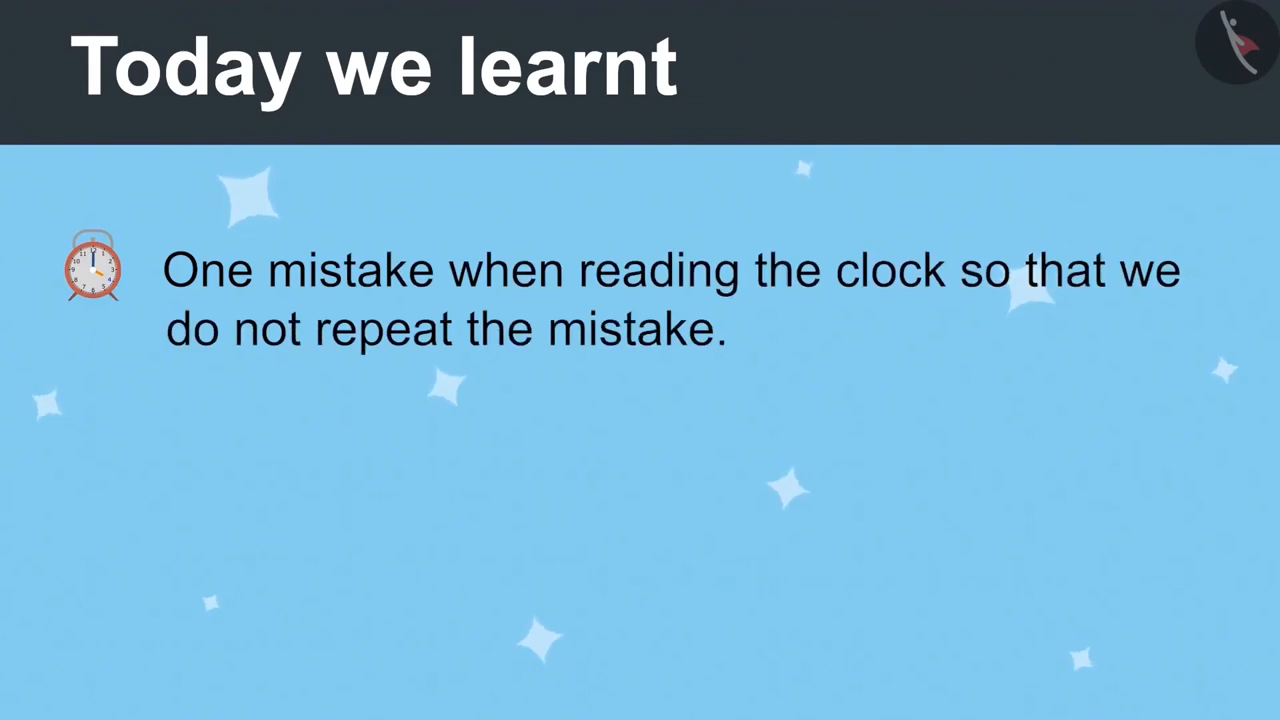 Today we learnt
One mistake when reading the clock so that we
do not repeat the mistake.